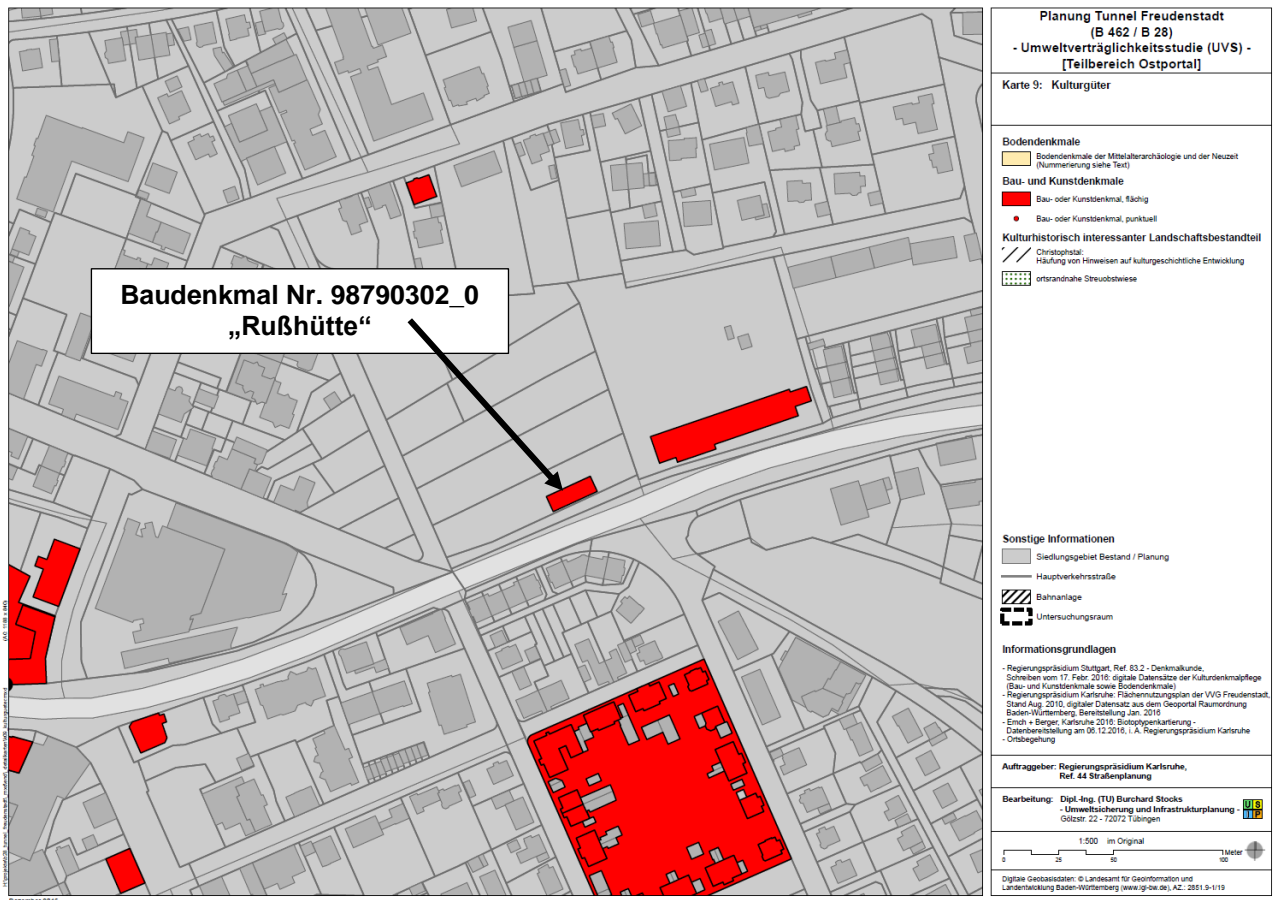 Baudenkmal Nr. 98790302_0
„Rußhütte“
Planung Tunnel Freudenstadt
(B 462 / B 28)
- Umweltverträglichkeitsstudie (UVS) -
[Teilbereich Ostportal]
Karte 9: Kulturgüter
Bodendenkmale
Bodendenkmale der Mittelalterarchäologie und der Neuzeit
(Nummerierung siehe Text)
Bau- und Kunstdenkmale
Bau- oder Kunstdenkmal, flächig
Bau- oder Kunstdenkmal, punktuell
Kulturhistorisch interessanter Landschaftsbestandteil
Christophstal:
Häufung von Hinweisen auf kulturgeschichtliche Entwicklung
ortsrandnahe Streuobstwiese
Sonstige Informationen
Siedlungsgebiet Bestand / Planung
Hauptverkehrsstraße
Bahnanlage
Untersuchungsraum
Informationsgrundlagen
- Regierungspräsidium Stuttgart, Ref. 83.2 - Denkmalkunde,
Schreiben vom 17. Febr. 2016: digitale Datensätze der Kulturdenkmalpflege
(Bau- und Kunstdenkmale sowie Bodendenkmale)
- Regierungspräsidium Karlsruhe: Flächennutzungsplan der VVG Freudenstadt,
Stand Aug. 2010, digitaler Datensatz aus dem Geoportal Raumordnung
Baden-Württemberg, Bereitstellung Jan. 2016
- Emch + Berger, Karlsruhe 2016: Biotoptypenkartierung -
Datenbereitstellung am 06.12.2016, i. A. Regierungspräsidium Karlsruhe
- Ortsbegehung
Auftraggeber: Regierungspräsidium Karlsruhe,
Ref. 44 Straßenplanung
Bearbeitung: Dipl.-Ing. (TU) Burchard Stocks
- Umweltsicherung und Infrastrukturplanung -
Gölzstr. 22 - 72072 Tübingen
U S
I P
1:500 im Original
Meter
0 25 50 100
Digitale Geobasisdaten: © Landesamt für Geoinformation und
Landentwicklung Baden-Württemberg (www.lgl-bw.de), AZ.: 2851.9-1/19